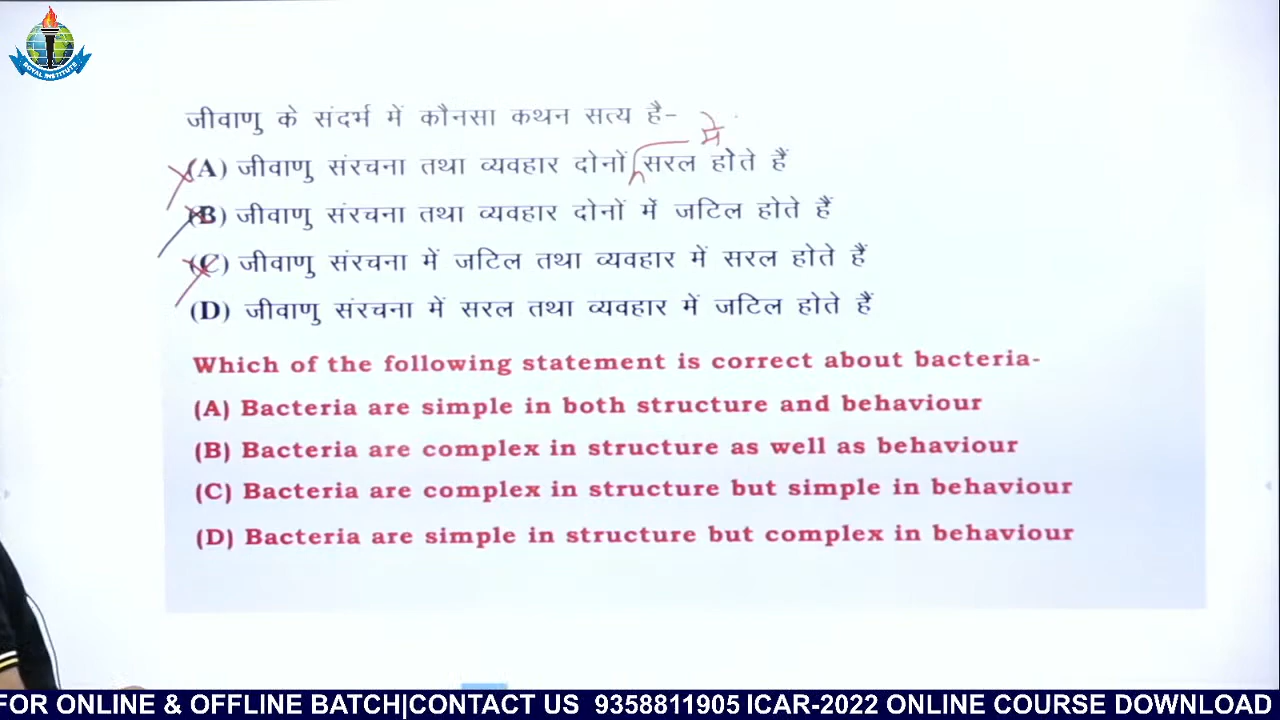 ROYAL INSTITUTE
जीवाणु के संदर्भ में कौनसा कथन सत्य है-
में
(A) जीवाणु संरचना तथा व्यवहार दोनों सरल होते हैं
(B) जीवाणु संरचना तथा व्यवहार दोनों में जटिल होते हैं
(C) जीवाणु संरचना में जटिल तथा व्यवहार में सरल होते हैं
(D) जीवाणु संरचना में सरल तथा व्यवहार में जटिल होते हैं
Which of the following statement is correct about bacteria-
(A) Bacteria are simple in both structure and behaviour
(B) Bacteria are complex in structure as well as behaviour
(C) Bacteria are complex in structure but simple in behaviour
(D) Bacteria are simple in structure but complex in behaviour
FOR ONLINE & OFFLINE BATCH|CONTACT US 9358811905 ICAR-2022 ONLINE COURSE DOWNLOAD